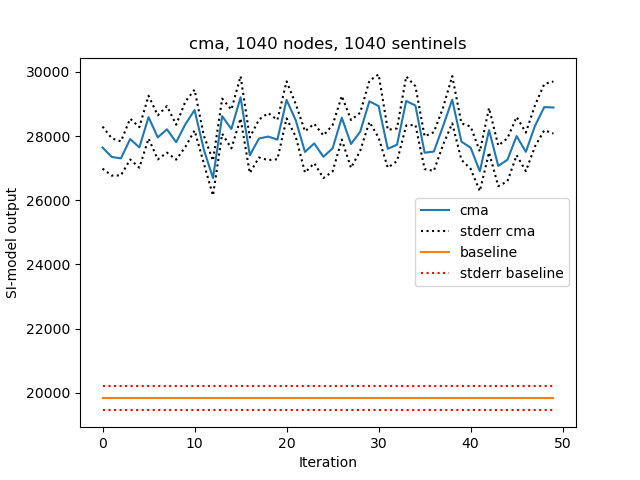 cma, 1040 nodes, 1040 sentinels
30000
28000
26000
24000
22000
20000
SI-model output
cma
stderr cma
baseline
stderr baseline
0 10 20 30 40 50
Iteration